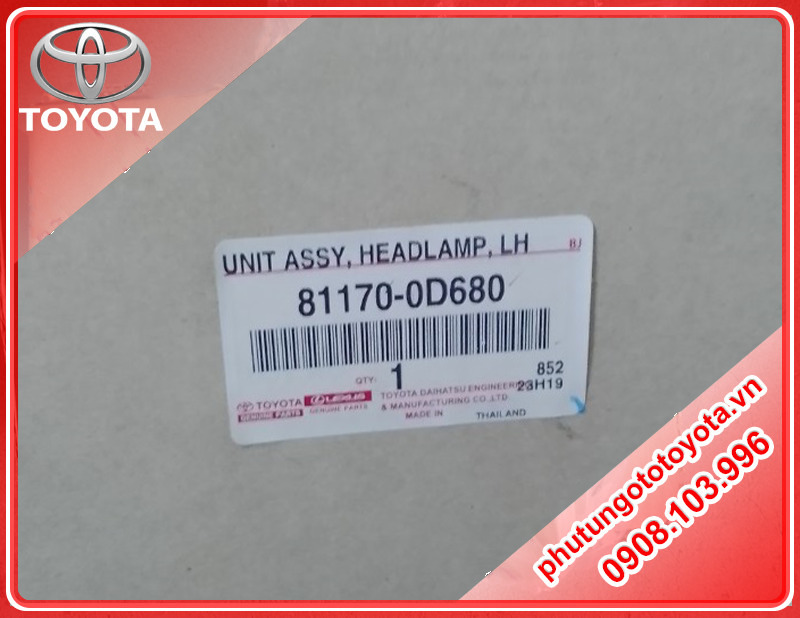 TOYOTA
UNIT ASSY, HEADLAMP, LH
BJ
81170-0D680
QTY: 1
852
23H19
TOYOTA LEXUS
GENUINE PARTS GENUINE PARTS
TOYOTA DAIHATSU ENGINEERING
& MANUFACTURING CO.,LTD
MADE IN THAILAND
phutungototoyota.vn
0908.103.996